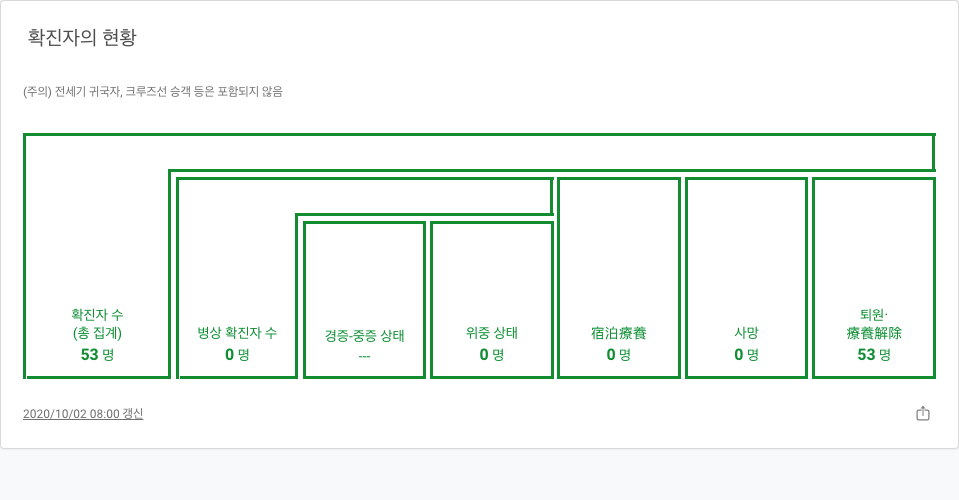 확진자의 현황
(주의) 전세기 귀국자, 크루즈선 승객 등은 포함되지 않음
확진자 수
(총 집계)
53 명
병상 확진자 수
0 명
경증-중증 상태
---
위중 상태
0 명
宿泊療養
0 명
사망
0 명
퇴원·
療養解除
53 명
2020/10/02 08:00 갱신